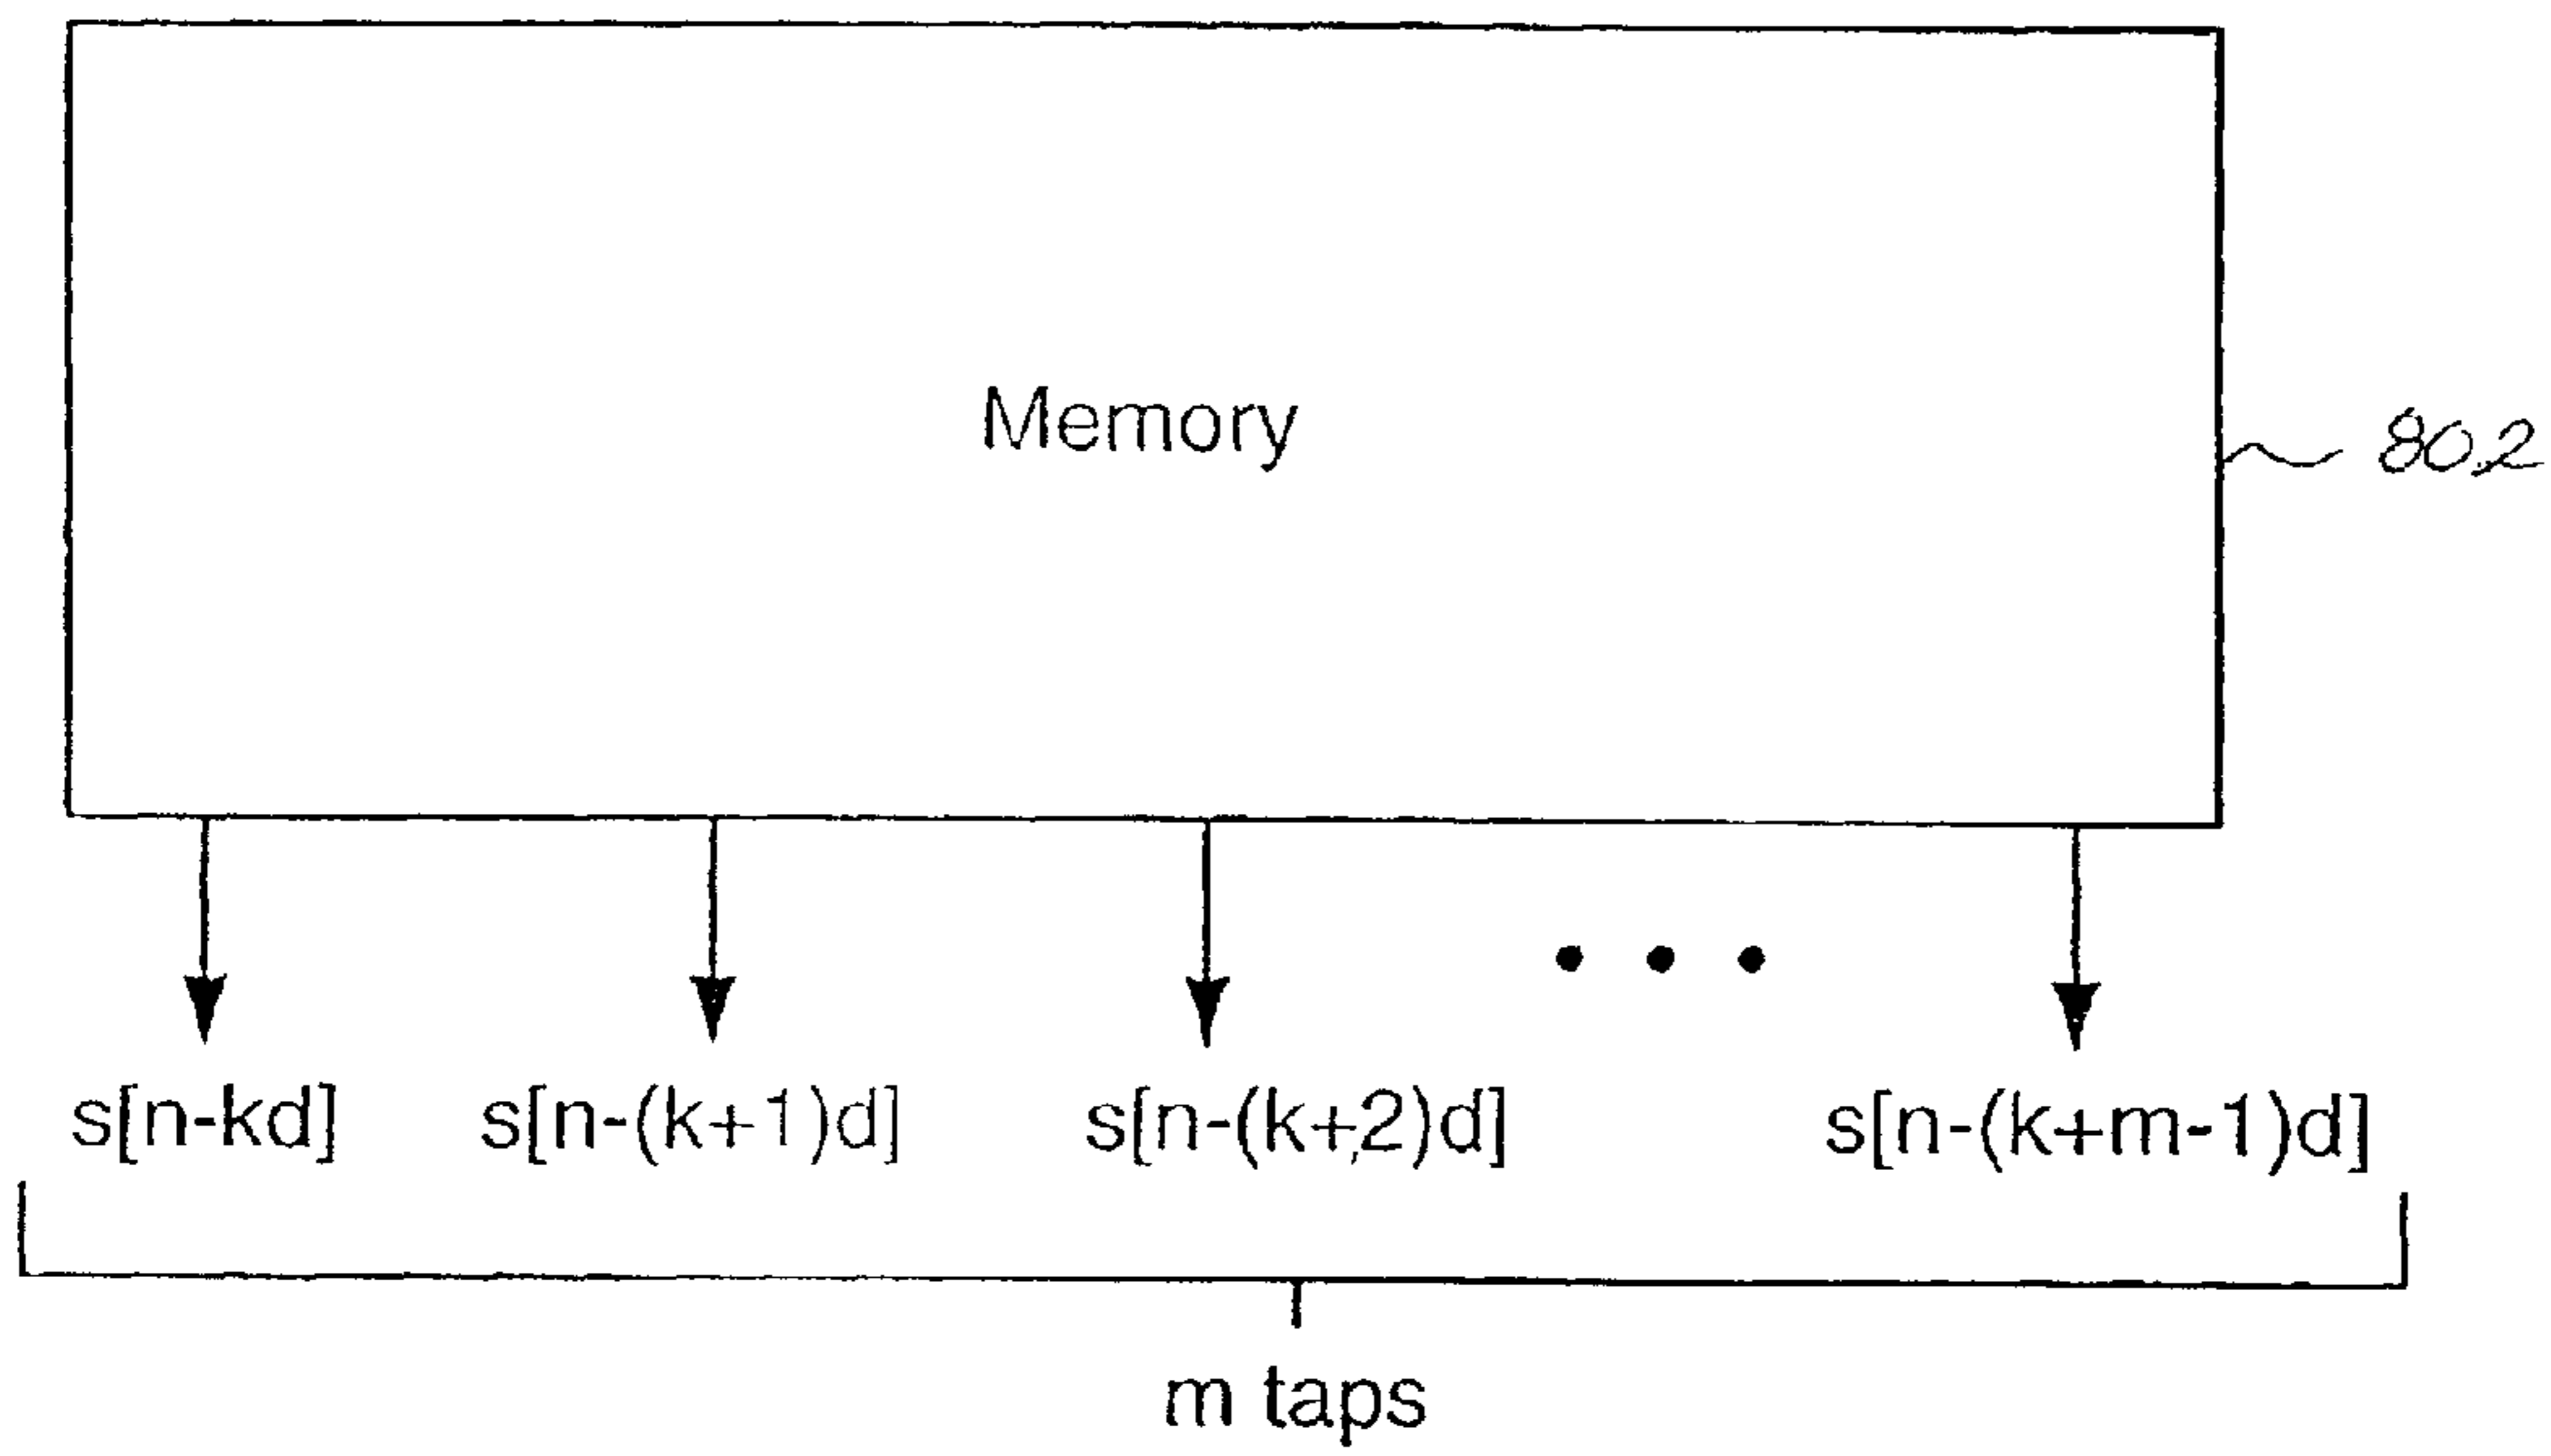 Memory
802
s[n-kd] s[n-(k+1)d] s[n-(k+2)d] s[n-(k+m-1)d]
m taps